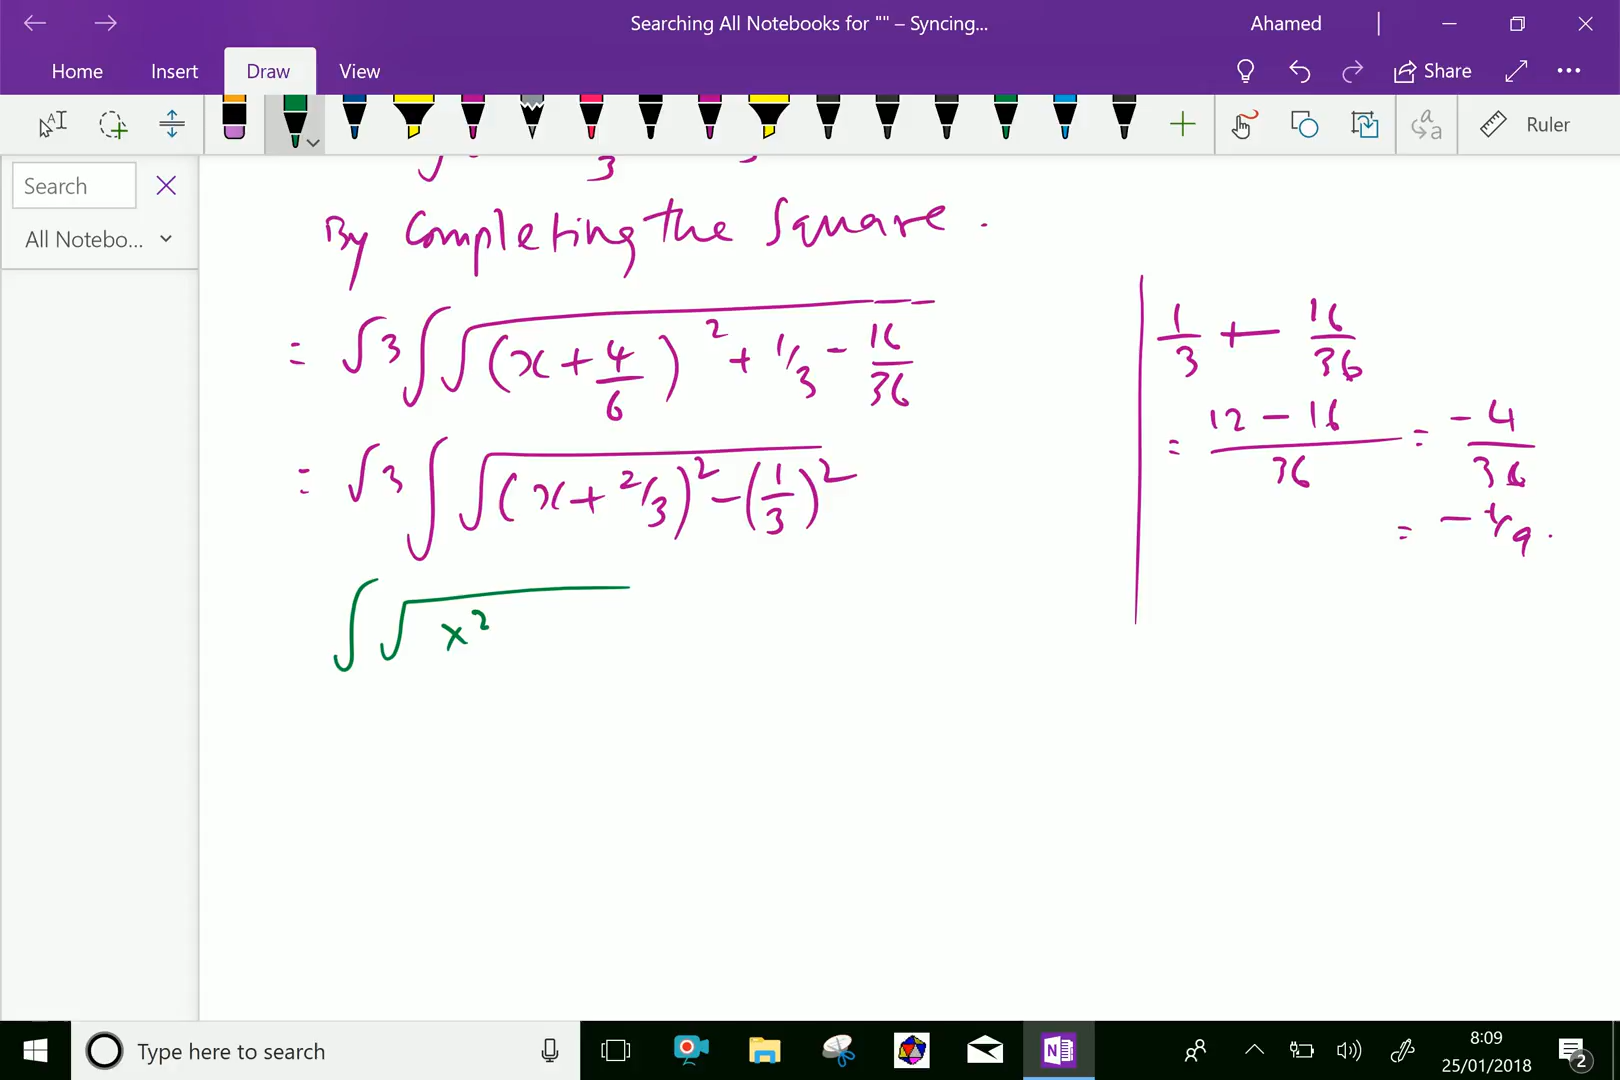 Searching All Notebooks for "" – Syncing...
Ahamed
Home Insert Draw View
Share
Ruler
Search
All Notebo...
3
By Completing the Square.
= √3 ∫ √(x + 4/6)² + 1/3 - 16/36
= √3 ∫ √(x + 2/3)² - (1/3)²
∫ √x²
1/3 + 16/36
= 12 - 16 / 36 = -4/36
= - 1/9.
Type here to search
8:09
25/01/2018
2